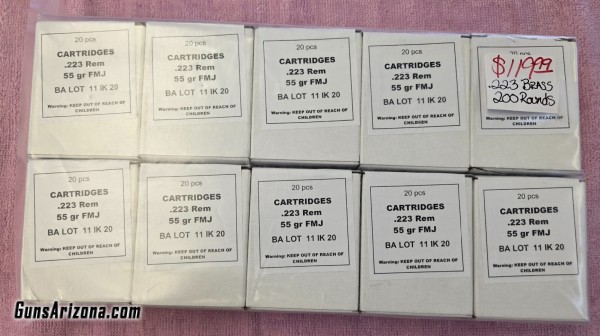 20 pcs
CARTRIDGES
.223 Rem
55 gr FMJ
BA LOT 11 IK 20
Warning: KEEP OUT OF REACH OF
CHILDREN
20 pcs
CARTRIDGES
.223 Rem
55 gr FMJ
BA LOT 11 IK 20
Warning: KEEP OUT OF REACH OF
CHILDREN
20 pcs
CARTRIDGES
.223 Rem
55 gr FMJ
BA LOT 11 IK 20
Warning: KEEP OUT OF REACH OF
CHILDREN
20 pcs
CARTRIDGES
.223 Rem
55 gr FMJ
BA LOT 11 IK 20
Warning: KEEP OUT OF REACH OF
CHILDREN
20 pcs
$119.99
.223 BRASS
200 Rounds
Warning: KEEP OUT OF REACH OF
CHILDREN
20 pcs
CARTRIDGES
.223 Rem
55 gr FMJ
BA LOT 11 IK 20
Warning: KEEP OUT OF REACH OF
CHILDREN
20 pcs
CARTRIDGES
.223 Rem
55 gr FMJ
BA LOT 11 IK 20
Warning: KEEP OUT OF REACH OF
CHILDREN
20 pcs
CARTRIDGES
.223 Rem
55 gr FMJ
BA LOT 11 IK 20
Warning: KEEP OUT OF REACH OF
CHILDREN
20 pcs
CARTRIDGES
.223 Rem
55 gr FMJ
BA LOT 11 IK 20
Warning: KEEP OUT OF REACH OF
CHILDREN
20 pcs
CARTRIDGES
.223 Rem
55 gr FMJ
BA LOT 11 IK 20
Warning: KEEP OUT OF REACH OF
CHILDREN
GunsArizona.com